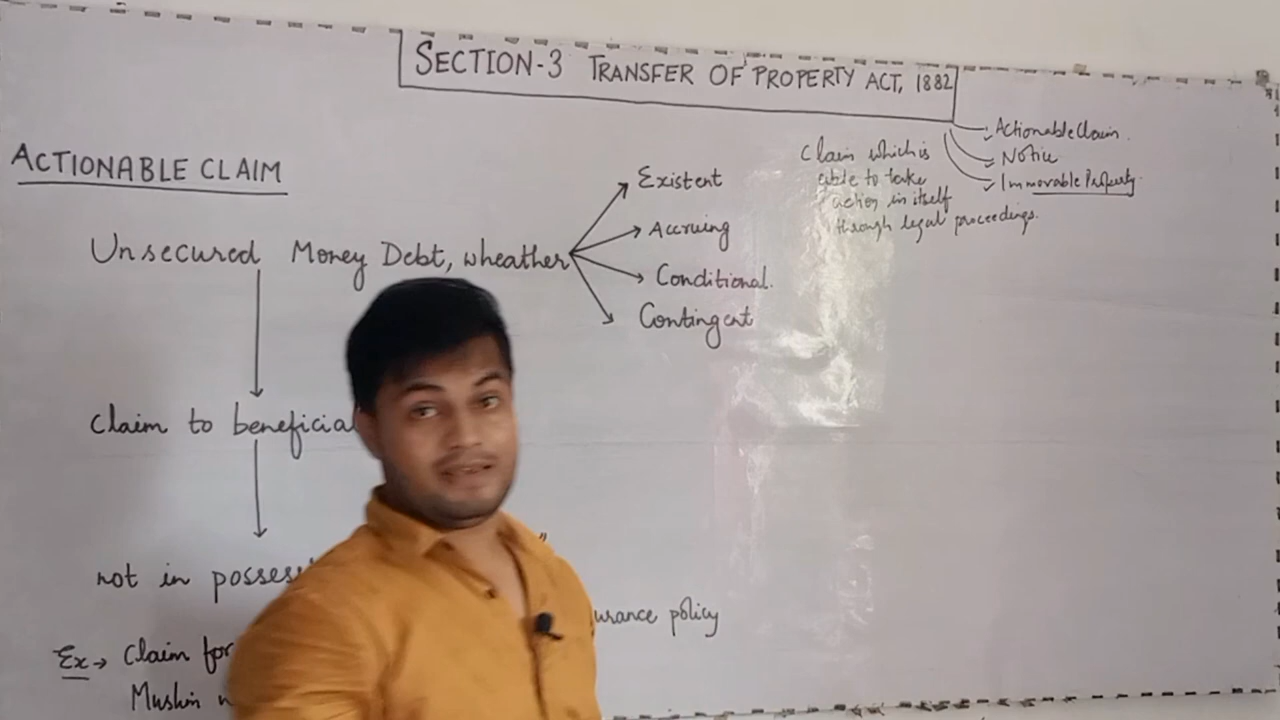 SECTION-3 TRANSFER OF PROPERTY ACT, 1882
Actionable Claim.
Notice
Immovable Property
Claim which is
able to take
action in itself
through legal proceedings.
ACTIONABLE CLAIM
Unsecured Money Debt, wheather
Existent
Accruing
Conditional.
Contingent
Claim to beneficial
not in possess
urance policy
Ex → Claim for